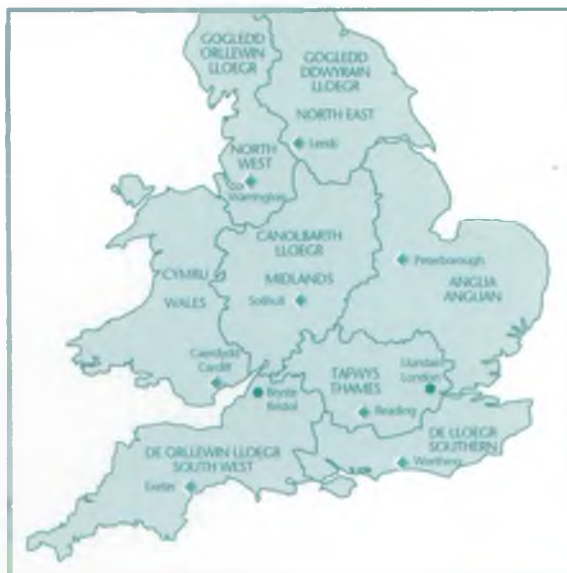 GOGLEDD
ORLLEWIN
LLOEGR
NORTH
WEST
Warrington
GOGLEDD
DDWYRAIN
LLOEGR
NORTH EAST
Leeds
CANOLBARTH
LLOEGR
MIDLANDS
Solihull
Peterborough
ANGLIA
ANGLIAN
CYMRU
WALES
Caerdydd
Cardiff
Bryste
Bristol
TAFWYS
THAMES
Reading
Llundain
London
DE LLOEGR
SOUTHERN
Worthing
DE ORLLEWIN LLOEGR
SOUTH WEST
Exeter